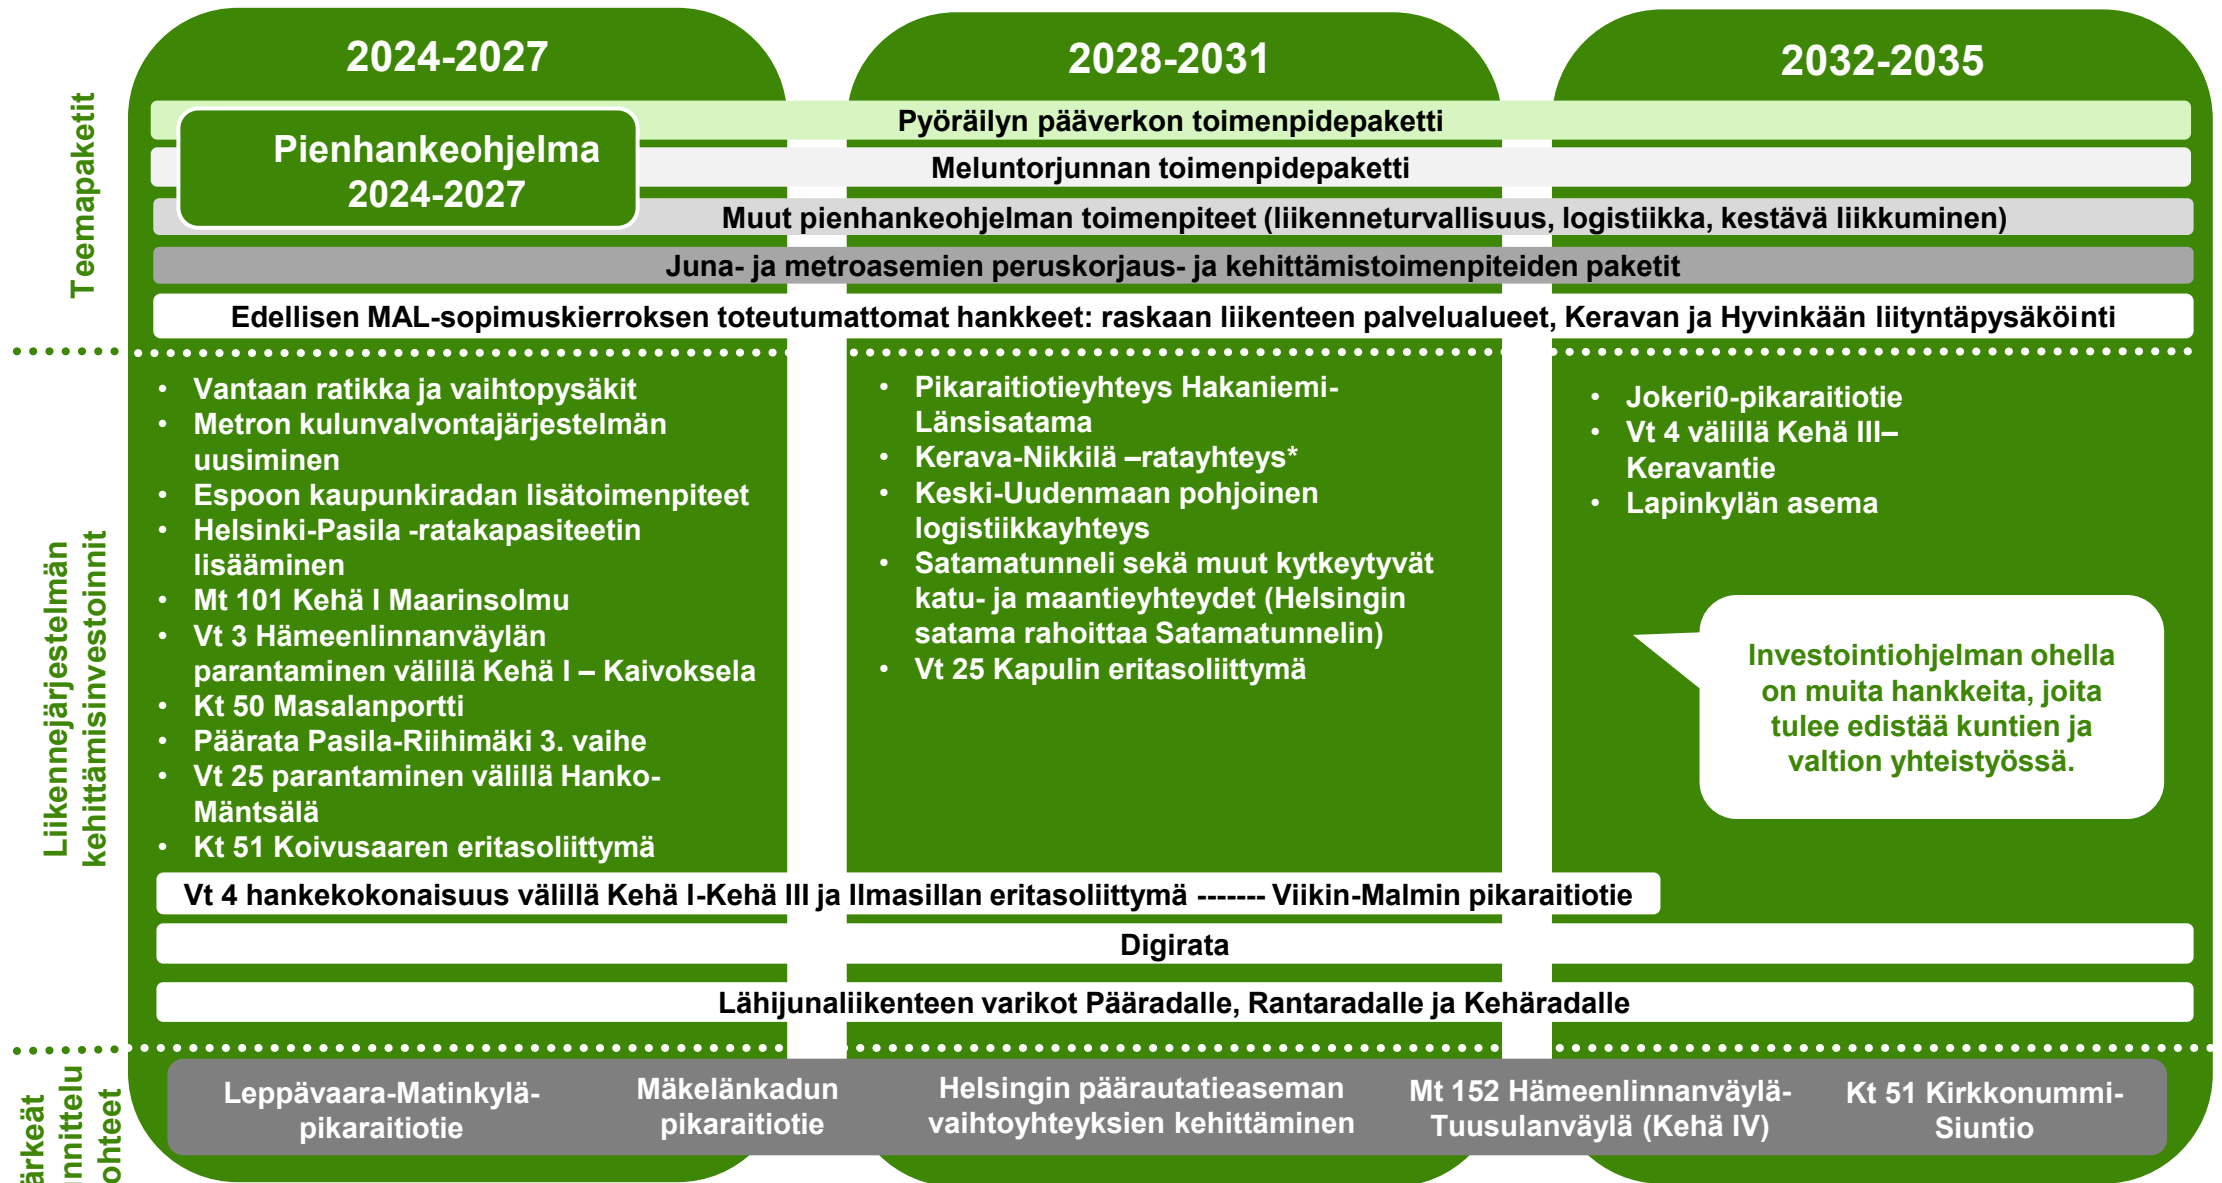 2024-2027
2028-2031
2032-2035
Teemapaketit
Pyöräilyn pääverkon toimenpidepaketti
Pienhankeohjelma
2024-2027
Meluntorjunnan toimenpidepaketti
Muut pienhankeohjelman toimenpiteet (liikenneturvallisuus, logistiikka, kestävä liikkuminen)
Juna- ja metroasemien peruskorjaus- ja kehittämistoimenpiteiden paketit
Edellisen MAL-sopimuskierroksen toteutumattomat hankkeet: raskaan liikenteen palvelualueet, Keravan ja Hyvinkään liityntäpysäköinti
Liikennejärjestelmän
kehittämisinvestoinnit
• Vantaan ratikka ja vaihtopysäkit
• Metron kulunvalvontajärjestelmän
uusiminen
• Espoon kaupunkiradan lisätoimenpiteet
• Helsinki-Pasila -ratakapasiteetin
lisääminen
• Mt 101 Kehä I Maarinsolmu
• Vt 3 Hämeenlinnanväylän
parantaminen välillä Kehä I – Kaivoksela
• Kt 50 Masalanportti
• Päärata Pasila-Riihimäki 3. vaihe
• Vt 25 parantaminen välillä Hanko-
Mäntsälä
• Kt 51 Koivusaaren eritasoliittymä
• Pikaraitiotieyhteys Hakaniemi-
Länsisatama
• Kerava-Nikkilä –ratayhteys*
• Keski-Uudenmaan pohjoinen
logistiikkayhteys
• Satamatunneli sekä muut kytkeytyvät
katu- ja maantieyhteydet (Helsingin
satama rahoittaa Satamatunnelin)
• Vt 25 Kapulin eritasoliittymä
• Jokeri0-pikaraitiotie
• Vt 4 välillä Kehä III–
Keravantie
• Lapinkylän asema
Investointiohjelman ohella
on muita hankkeita, joita
tulee edistää kuntien ja
valtion yhteistyössä.
Vt 4 hankekokonaisuus välillä Kehä I-Kehä III ja Ilmasillan eritasoliittymä ------- Viikin-Malmin pikaraitiotie
Digirata
Lähijunaliikenteen varikot Pääradalle, Rantaradalle ja Kehäradalle
Leppävaara-Matinkylä-
pikaraitiotie
Mäkelänkadun
pikaraitiotie
Helsingin päärautatieaseman
vaihtoyhteyksien kehittäminen
Mt 152 Hämeenlinnanväylä-
Tuusulanväylä (Kehä IV)
Kt 51 Kirkkonummi-
Siuntio